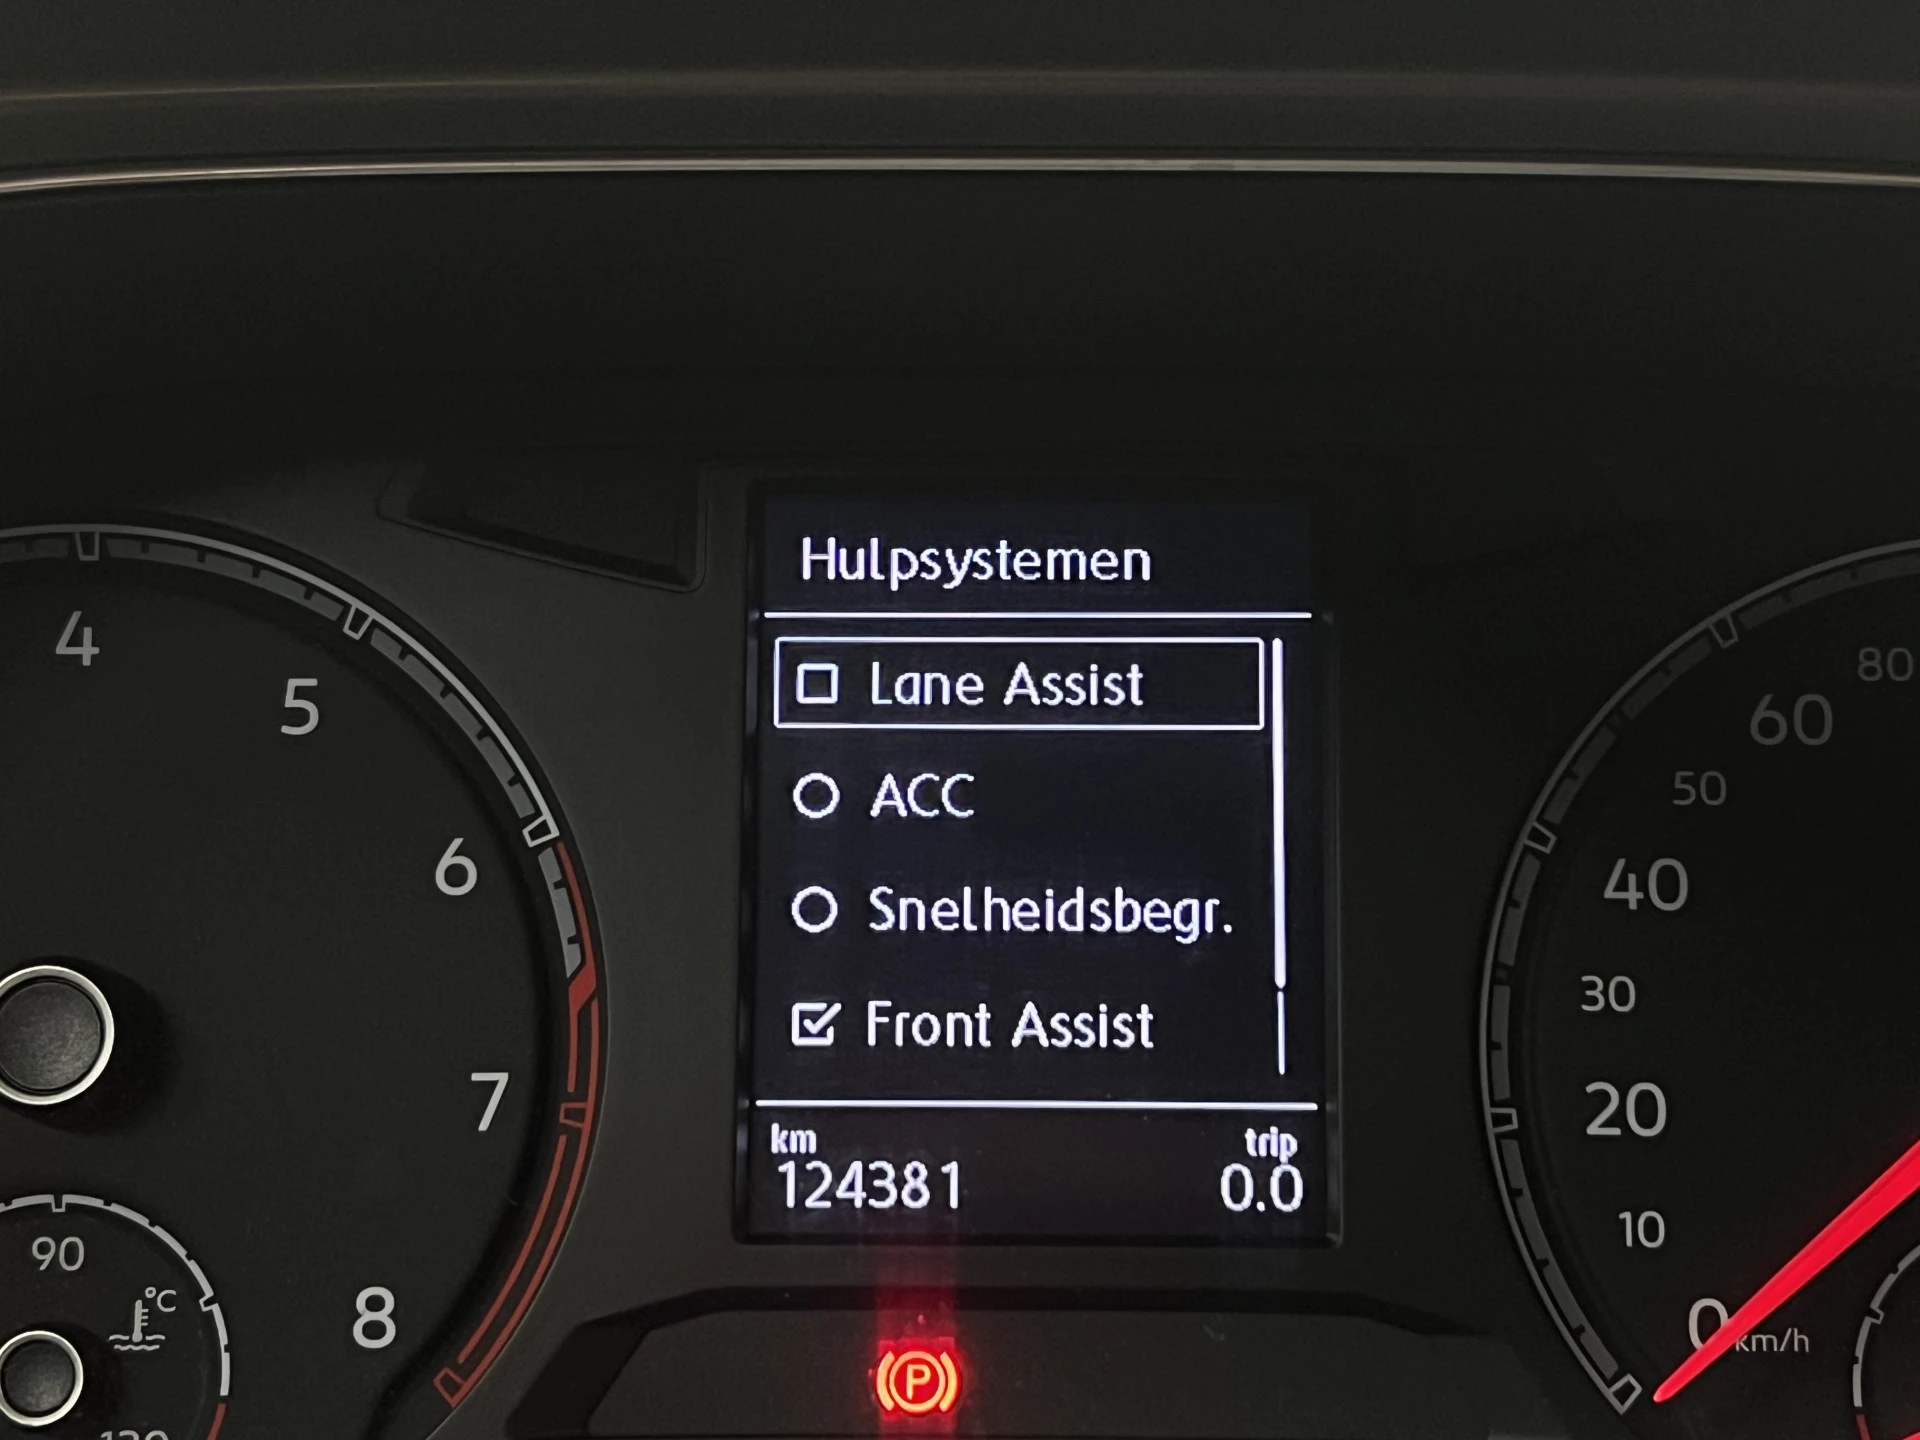 Hulpsystemen
Lane Assist
ACC
Snelheidsbegr.
Front Assist
km trip
124381 0.0
4
5
6
7
8
90
°C
80
60
50
40
30
20
10
0 km/h
P